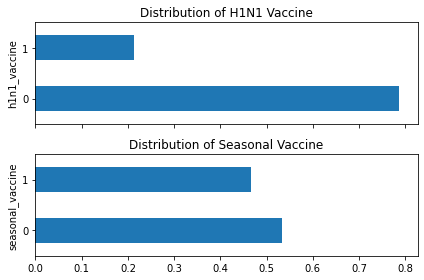 Distribution of H1N1 Vaccine
h1n1_vaccine
1
0
Distribution of Seasonal Vaccine
seasonal_vaccine
1
0
0.0 0.1 0.2 0.3 0.4 0.5 0.6 0.7 0.8